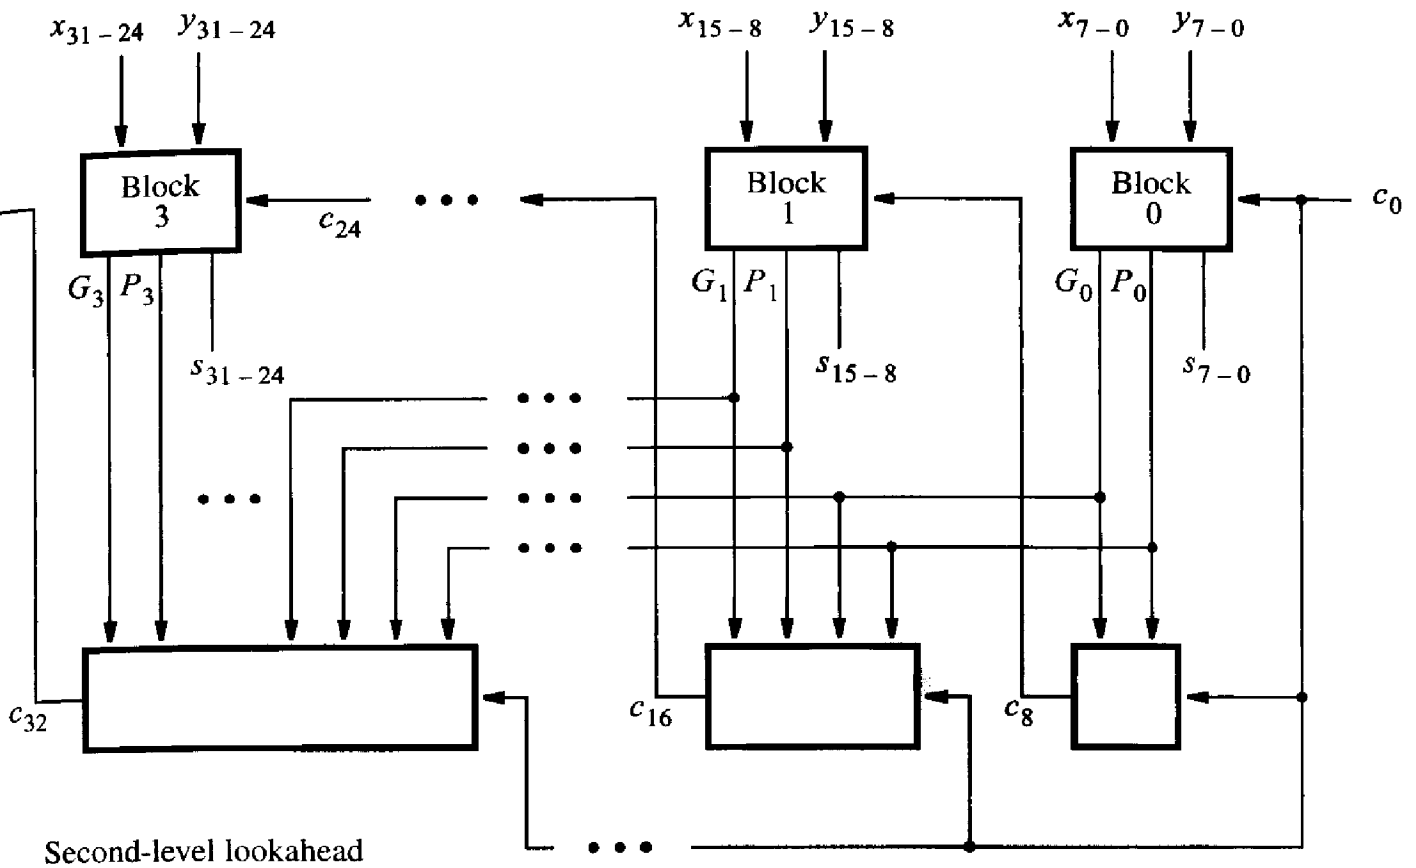 x31 – 24 y31 – 24 x15 – 8 y15 – 8 x7 – 0 y7 – 0
Block 3
c24
Block 1
Block 0
c0
G3 P3 G1 P1 G0 P0
s31 – 24 s15 – 8 s7 – 0
c32 c16 c8
Second-level lookahead